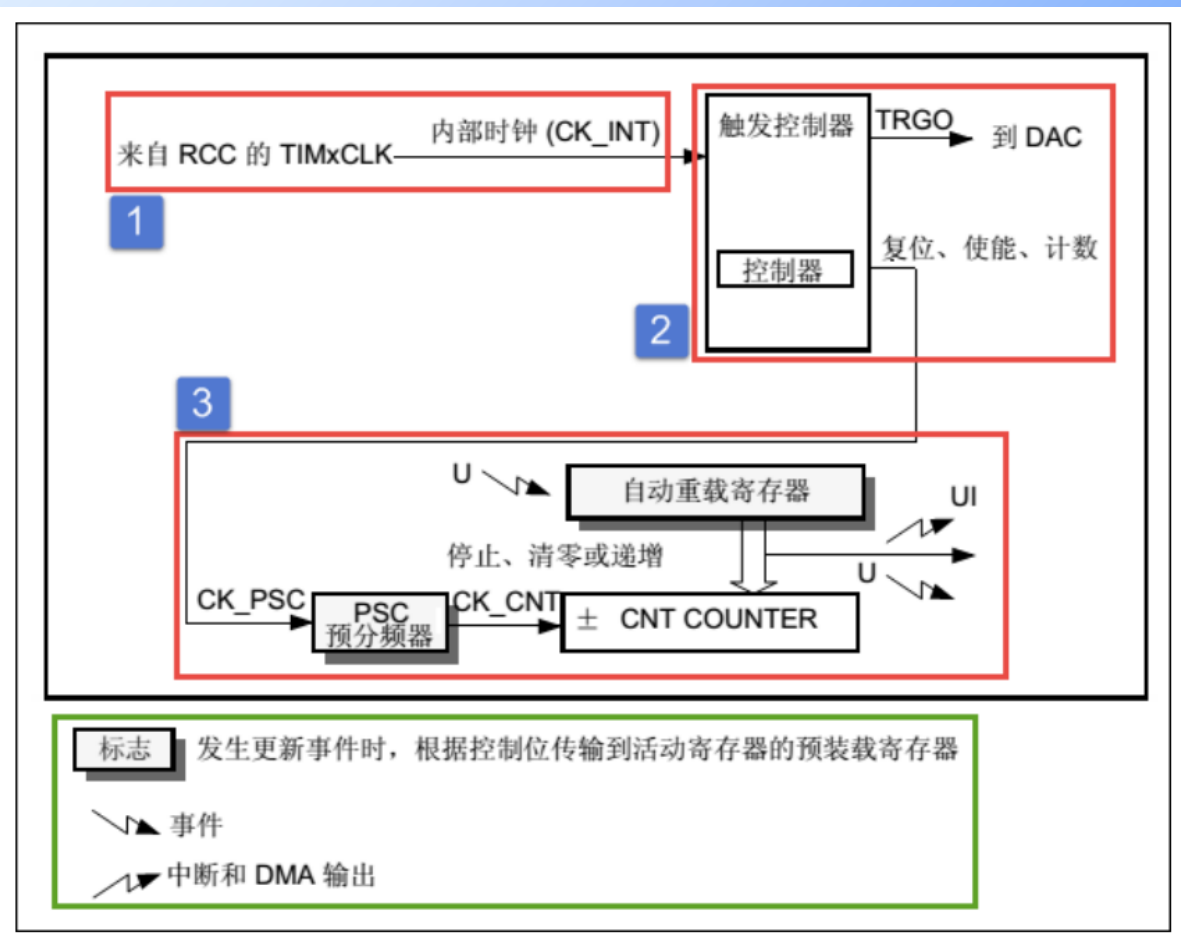 来自 RCC 的 TIMxCLK
内部时钟 (CK_INT)
1
触发控制器
TRGO
到 DAC
控制器
复位、使能、计数
2
3
U
自动重载寄存器
UI
停止、清零或递增
U
CK_PSC
PSC
预分频器
CK_CNT
± CNT COUNTER
标志
发生更新事件时，根据控制位传输到活动寄存器的预装载寄存器
事件
中断和 DMA 输出